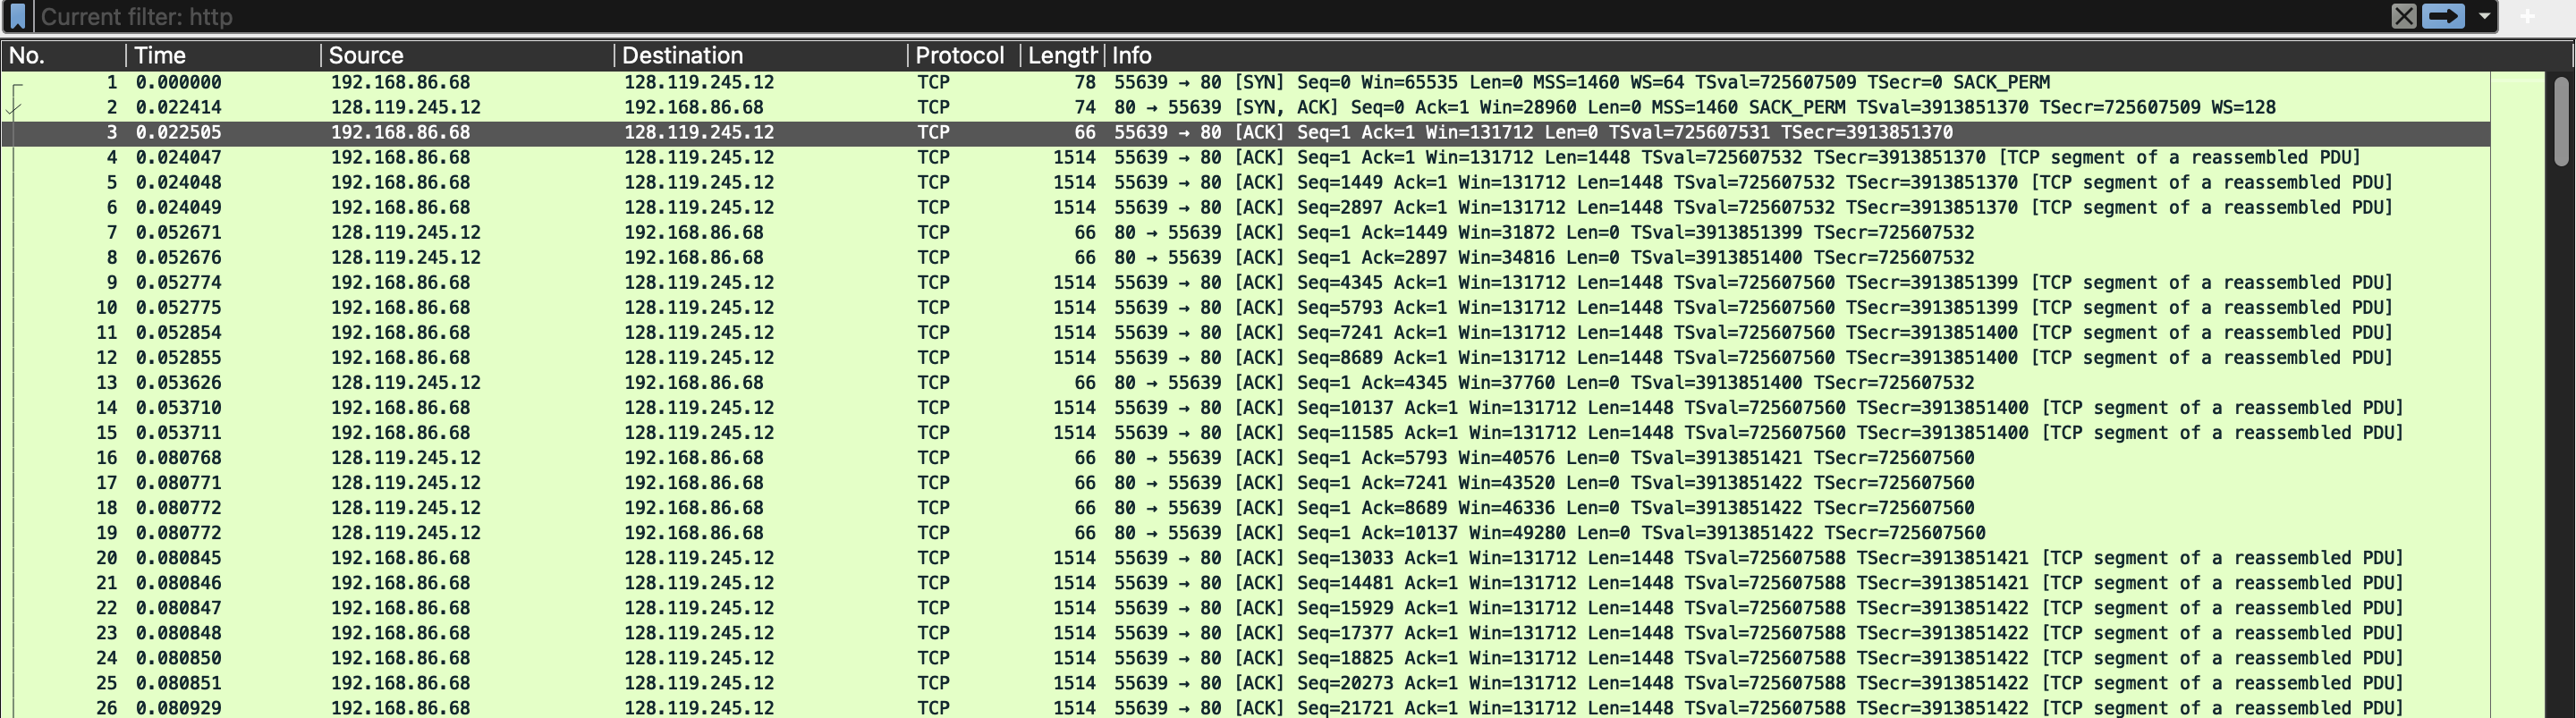 Current filter: http
No. Time Source Destination Protocol Length Info
1 0.000000 192.168.86.68 128.119.245.12 TCP 78 55639 → 80 [SYN] Seq=0 Win=65535 Len=0 MSS=1460 WS=64 TSval=725607509 TSecr=0 SACK_PERM
2 0.022414 128.119.245.12 192.168.86.68 TCP 74 80 → 55639 [SYN, ACK] Seq=0 Ack=1 Win=28960 Len=0 MSS=1460 SACK_PERM TSval=3913851370 TSecr=725607509 WS=128
3 0.022505 192.168.86.68 128.119.245.12 TCP 66 55639 → 80 [ACK] Seq=1 Ack=1 Win=131712 Len=0 TSval=725607531 TSecr=3913851370
4 0.024047 192.168.86.68 128.119.245.12 TCP 1514 55639 → 80 [ACK] Seq=1 Ack=1 Win=131712 Len=1448 TSval=725607532 TSecr=3913851370 [TCP segment of a reassembled PDU]
5 0.024048 192.168.86.68 128.119.245.12 TCP 1514 55639 → 80 [ACK] Seq=1449 Ack=1 Win=131712 Len=1448 TSval=725607532 TSecr=3913851370 [TCP segment of a reassembled PDU]
6 0.024049 192.168.86.68 128.119.245.12 TCP 1514 55639 → 80 [ACK] Seq=2897 Ack=1 Win=131712 Len=1448 TSval=725607532 TSecr=3913851370 [TCP segment of a reassembled PDU]
7 0.052671 128.119.245.12 192.168.86.68 TCP 66 80 → 55639 [ACK] Seq=1 Ack=1449 Win=31872 Len=0 TSval=3913851399 TSecr=725607532
8 0.052676 128.119.245.12 192.168.86.68 TCP 66 80 → 55639 [ACK] Seq=1 Ack=2897 Win=34816 Len=0 TSval=3913851400 TSecr=725607532
9 0.052774 192.168.86.68 128.119.245.12 TCP 1514 55639 → 80 [ACK] Seq=4345 Ack=1 Win=131712 Len=1448 TSval=725607560 TSecr=3913851399 [TCP segment of a reassembled PDU]
10 0.052775 192.168.86.68 128.119.245.12 TCP 1514 55639 → 80 [ACK] Seq=5793 Ack=1 Win=131712 Len=1448 TSval=725607560 TSecr=3913851399 [TCP segment of a reassembled PDU]
11 0.052854 192.168.86.68 128.119.245.12 TCP 1514 55639 → 80 [ACK] Seq=7241 Ack=1 Win=131712 Len=1448 TSval=725607560 TSecr=3913851400 [TCP segment of a reassembled PDU]
12 0.052855 192.168.86.68 128.119.245.12 TCP 1514 55639 → 80 [ACK] Seq=8689 Ack=1 Win=131712 Len=1448 TSval=725607560 TSecr=3913851400 [TCP segment of a reassembled PDU]
13 0.053626 128.119.245.12 192.168.86.68 TCP 66 80 → 55639 [ACK] Seq=1 Ack=4345 Win=37760 Len=0 TSval=3913851400 TSecr=725607532
14 0.053710 192.168.86.68 128.119.245.12 TCP 1514 55639 → 80 [ACK] Seq=10137 Ack=1 Win=131712 Len=1448 TSval=725607560 TSecr=3913851400 [TCP segment of a reassembled PDU]
15 0.053711 192.168.86.68 128.119.245.12 TCP 1514 55639 → 80 [ACK] Seq=11585 Ack=1 Win=131712 Len=1448 TSval=725607560 TSecr=3913851400 [TCP segment of a reassembled PDU]
16 0.080768 128.119.245.12 192.168.86.68 TCP 66 80 → 55639 [ACK] Seq=1 Ack=5793 Win=40576 Len=0 TSval=3913851421 TSecr=725607560
17 0.080771 128.119.245.12 192.168.86.68 TCP 66 80 → 55639 [ACK] Seq=1 Ack=7241 Win=43520 Len=0 TSval=3913851422 TSecr=725607560
18 0.080772 128.119.245.12 192.168.86.68 TCP 66 80 → 55639 [ACK] Seq=1 Ack=8689 Win=46336 Len=0 TSval=3913851422 TSecr=725607560
19 0.080772 128.119.245.12 192.168.86.68 TCP 66 80 → 55639 [ACK] Seq=1 Ack=10137 Win=49280 Len=0 TSval=3913851422 TSecr=725607560
20 0.080845 192.168.86.68 128.119.245.12 TCP 1514 55639 → 80 [ACK] Seq=13033 Ack=1 Win=131712 Len=1448 TSval=725607588 TSecr=3913851421 [TCP segment of a reassembled PDU]
21 0.080846 192.168.86.68 128.119.245.12 TCP 1514 55639 → 80 [ACK] Seq=14481 Ack=1 Win=131712 Len=1448 TSval=725607588 TSecr=3913851421 [TCP segment of a reassembled PDU]
22 0.080847 192.168.86.68 128.119.245.12 TCP 1514 55639 → 80 [ACK] Seq=15929 Ack=1 Win=131712 Len=1448 TSval=725607588 TSecr=3913851422 [TCP segment of a reassembled PDU]
23 0.080848 192.168.86.68 128.119.245.12 TCP 1514 55639 → 80 [ACK] Seq=17377 Ack=1 Win=131712 Len=1448 TSval=725607588 TSecr=3913851422 [TCP segment of a reassembled PDU]
24 0.080850 192.168.86.68 128.119.245.12 TCP 1514 55639 → 80 [ACK] Seq=18825 Ack=1 Win=131712 Len=1448 TSval=725607588 TSecr=3913851422 [TCP segment of a reassembled PDU]
25 0.080851 192.168.86.68 128.119.245.12 TCP 1514 55639 → 80 [ACK] Seq=20273 Ack=1 Win=131712 Len=1448 TSval=725607588 TSecr=3913851422 [TCP segment of a reassembled PDU]
26 0.080929 192.168.86.68 128.119.245.12 TCP 1514 55639 → 80 [ACK] Seq=21721 Ack=1 Win=131712 Len=1448 TSval=725607588 TSecr=3913851422 [TCP segment of a reassembled PDU]